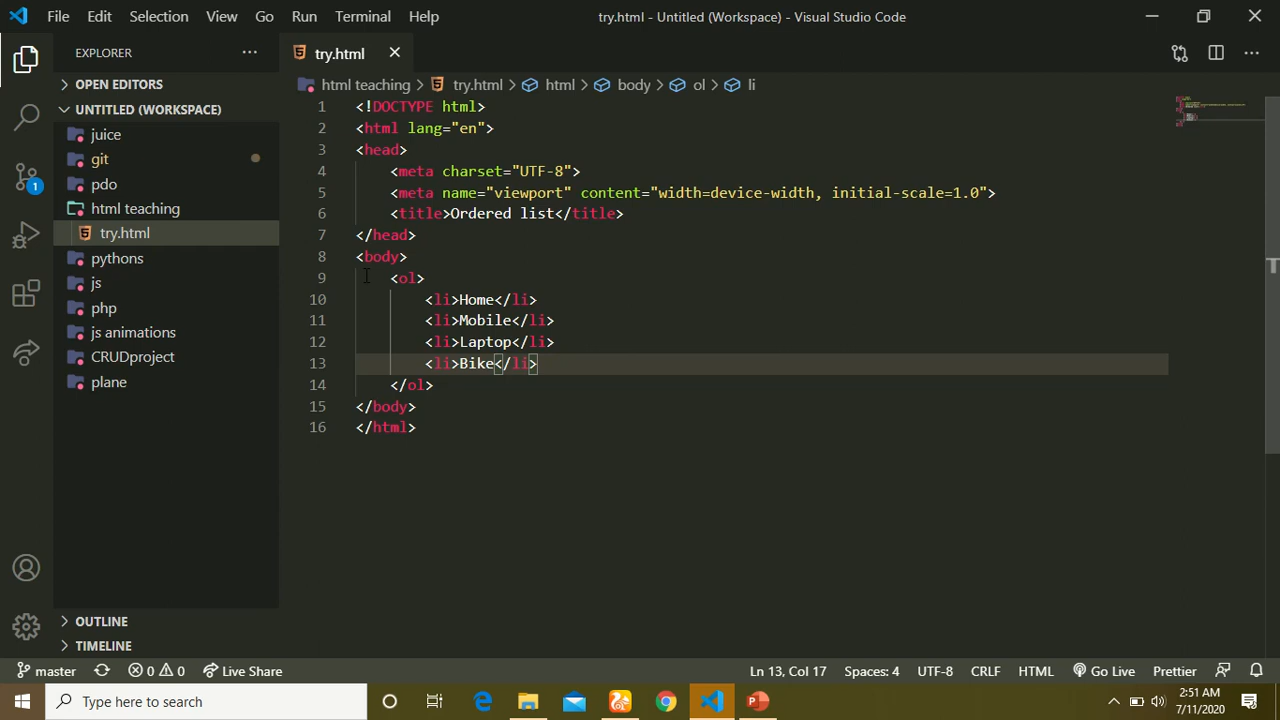 File Edit Selection View Go Run Terminal Help try.html - Untitled (Workspace) - Visual Studio Code
EXPLORER
OPEN EDITORS
UNTITLED (WORKSPACE)
juice
git
pdo
html teaching
try.html
pythons
js
php
js animations
CRUDproject
plane
OUTLINE
TIMELINE
1
try.html
html teaching > try.html > html > body > ol > li
1 <!DOCTYPE html>
2 <html lang="en">
3 <head>
4 <meta charset="UTF-8">
5 <meta name="viewport" content="width=device-width, initial-scale=1.0">
6 <title>Ordered list</title>
7 </head>
8 <body>
9 <ol>
10 <li>Home</li>
11 <li>Mobile</li>
12 <li>Laptop</li>
13 <li>Bike</li>
14 </ol>
15 </body>
16 </html>
master 0 0 Live Share Ln 13, Col 17 Spaces: 4 UTF-8 CRLF HTML Go Live Prettier
Type here to search
2:51 AM
7/11/2020